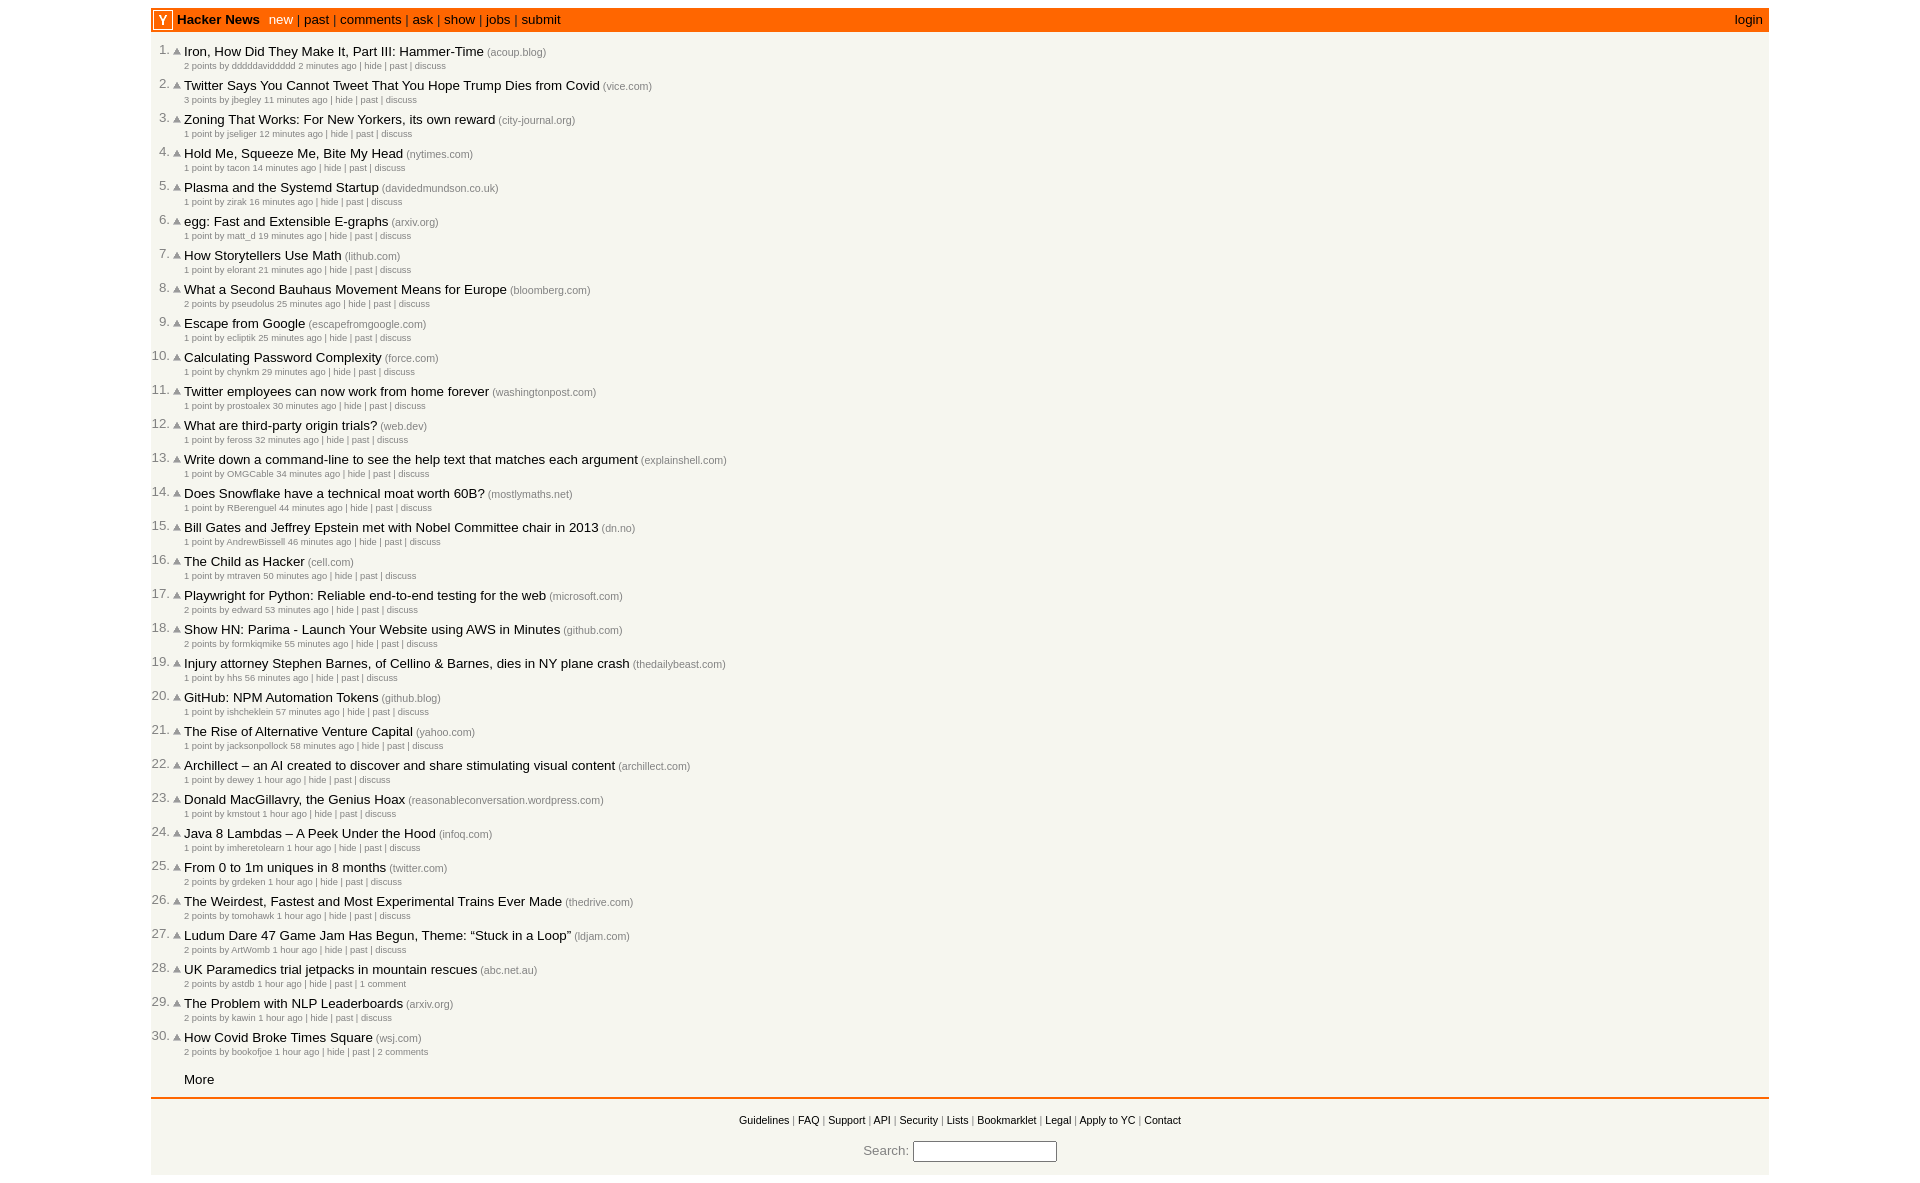 Y Hacker News new | past | comments | ask | show | jobs | submit login
1. Iron, How Did They Make It, Part III: Hammer-Time (acoup.blog)
2 points by dddddaviddddd 2 minutes ago | hide | past | discuss
2. Twitter Says You Cannot Tweet That You Hope Trump Dies from Covid (vice.com)
3 points by jbegley 11 minutes ago | hide | past | discuss
3. Zoning That Works: For New Yorkers, its own reward (city-journal.org)
1 point by jseliger 12 minutes ago | hide | past | discuss
4. Hold Me, Squeeze Me, Bite My Head (nytimes.com)
1 point by tacon 14 minutes ago | hide | past | discuss
5. Plasma and the Systemd Startup (davidedmundson.co.uk)
1 point by zirak 16 minutes ago | hide | past | discuss
6. egg: Fast and Extensible E-graphs (arxiv.org)
1 point by matt_d 19 minutes ago | hide | past | discuss
7. How Storytellers Use Math (lithub.com)
1 point by elorant 21 minutes ago | hide | past | discuss
8. What a Second Bauhaus Movement Means for Europe (bloomberg.com)
2 points by pseudolus 25 minutes ago | hide | past | discuss
9. Escape from Google (escapefromgoogle.com)
1 point by ecliptik 25 minutes ago | hide | past | discuss
10. Calculating Password Complexity (force.com)
1 point by chynkm 29 minutes ago | hide | past | discuss
11. Twitter employees can now work from home forever (washingtonpost.com)
1 point by prostoalex 30 minutes ago | hide | past | discuss
12. What are third-party origin trials? (web.dev)
1 point by feross 32 minutes ago | hide | past | discuss
13. Write down a command-line to see the help text that matches each argument (explainshell.com)
1 point by OMGCable 34 minutes ago | hide | past | discuss
14. Does Snowflake have a technical moat worth 60B? (mostlymaths.net)
1 point by RBerenguel 44 minutes ago | hide | past | discuss
15. Bill Gates and Jeffrey Epstein met with Nobel Committee chair in 2013 (dn.no)
1 point by AndrewBissell 46 minutes ago | hide | past | discuss
16. The Child as Hacker (cell.com)
1 point by mtraven 50 minutes ago | hide | past | discuss
17. Playwright for Python: Reliable end-to-end testing for the web (microsoft.com)
2 points by edward 53 minutes ago | hide | past | discuss
18. Show HN: Parima - Launch Your Website using AWS in Minutes (github.com)
2 points by formkiqmike 55 minutes ago | hide | past | discuss
19. Injury attorney Stephen Barnes, of Cellino & Barnes, dies in NY plane crash (thedailybeast.com)
1 point by hhs 56 minutes ago | hide | past | discuss
20. GitHub: NPM Automation Tokens (github.blog)
1 point by ishcheklein 57 minutes ago | hide | past | discuss
21. The Rise of Alternative Venture Capital (yahoo.com)
1 point by jacksonpollock 58 minutes ago | hide | past | discuss
22. Archillect – an AI created to discover and share stimulating visual content (archillect.com)
1 point by dewey 1 hour ago | hide | past | discuss
23. Donald MacGillavry, the Genius Hoax (reasonableconversation.wordpress.com)
1 point by kmstout 1 hour ago | hide | past | discuss
24. Java 8 Lambdas – A Peek Under the Hood (infoq.com)
1 point by imheretolearn 1 hour ago | hide | past | discuss
25. From 0 to 1m uniques in 8 months (twitter.com)
2 points by grdeken 1 hour ago | hide | past | discuss
26. The Weirdest, Fastest and Most Experimental Trains Ever Made (thedrive.com)
2 points by tomohawk 1 hour ago | hide | past | discuss
27. Ludum Dare 47 Game Jam Has Begun, Theme: “Stuck in a Loop” (ldjam.com)
2 points by ArtWomb 1 hour ago | hide | past | discuss
28. UK Paramedics trial jetpacks in mountain rescues (abc.net.au)
2 points by astdb 1 hour ago | hide | past | 1 comment
29. The Problem with NLP Leaderboards (arxiv.org)
2 points by kawin 1 hour ago | hide | past | discuss
30. How Covid Broke Times Square (wsj.com)
2 points by bookofjoe 1 hour ago | hide | past | 2 comments
More
Guidelines | FAQ | Support | API | Security | Lists | Bookmarklet | Legal | Apply to YC | Contact
Search: